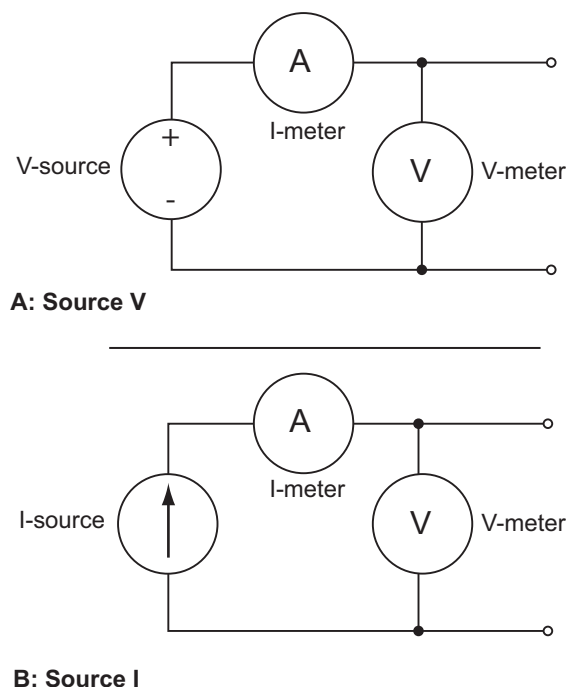 A
I-meter
+
V-source
-
V
V-meter
A: Source V
A
I-meter
I-source
V
V-meter
B: Source I